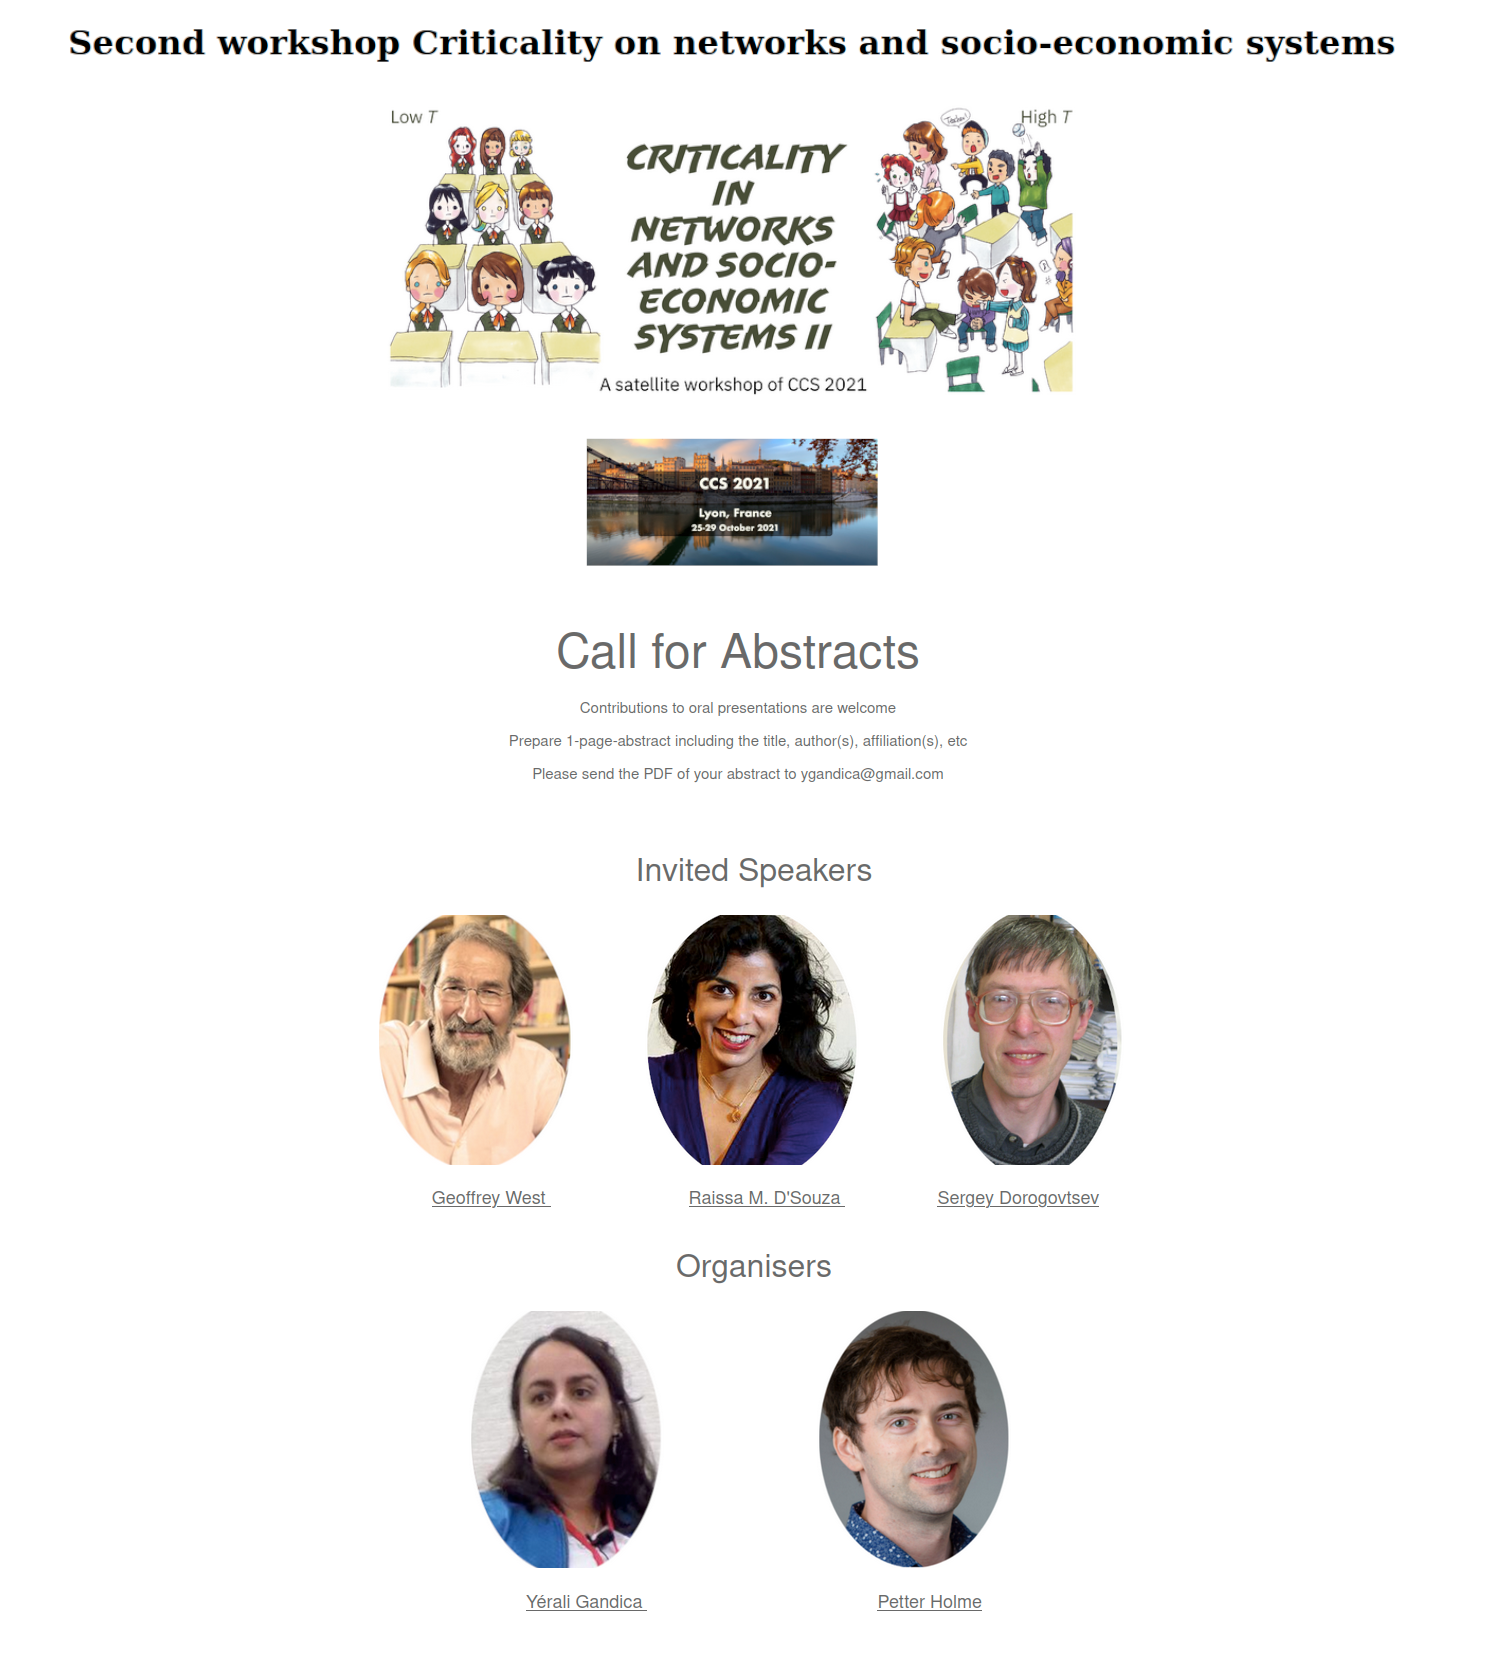 Second workshop Criticality on networks and socio-economic systems
Low T
High T
Teacher!
CRITICALITY
IN
NETWORKS
AND SOCIO-
ECONOMIC
SYSTEMS II
A satellite workshop of CCS 2021
CCS 2021
Lyon, France
25-29 October 2021
Call for Abstracts
Contributions to oral presentations are welcome
Prepare 1-page-abstract including the title, author(s), affiliation(s), etc
Please send the PDF of your abstract to ygandica@gmail.com
Invited Speakers
Geoffrey West
Raissa M. D'Souza
Sergey Dorogovtsev
Organisers
Yérali Gandica
Petter Holme